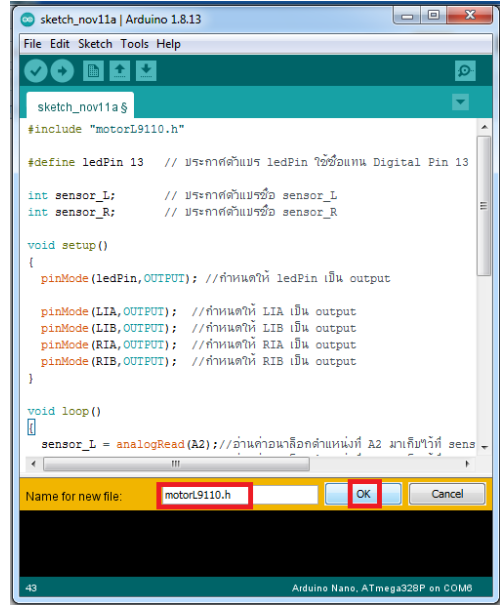 sketch_nov11a | Arduino 1.8.13
File Edit Sketch Tools Help
sketch_nov11a §
#include "motorL9110.h"
#define ledPin 13   // ประกาศตัวแปร ledPin ใช้ชื่อแทน Digital Pin 13
int sensor_L;      // ประกาศตัวแปรชื่อ sensor_L
int sensor_R;      // ประกาศตัวแปรชื่อ sensor_R
void setup()
{
pinMode(ledPin,OUTPUT); //กำหนดให้ ledPin เป็น output
pinMode(LIA,OUTPUT);  //กำหนดให้ LIA เป็น output
pinMode(LIB,OUTPUT);  //กำหนดให้ LIB เป็น output
pinMode(RIA,OUTPUT);  //กำหนดให้ RIA เป็น output
pinMode(RIB,OUTPUT);  //กำหนดให้ RIB เป็น output
}
void loop()
{
sensor_L = analogRead(A2);//อ่านค่าอนาล็อกตำแหน่งที่ A2 มาเก็บไว้ที่ sens
Name for new file: motorL9110.h OK Cancel
43 Arduino Nano, ATmega328P on COM6